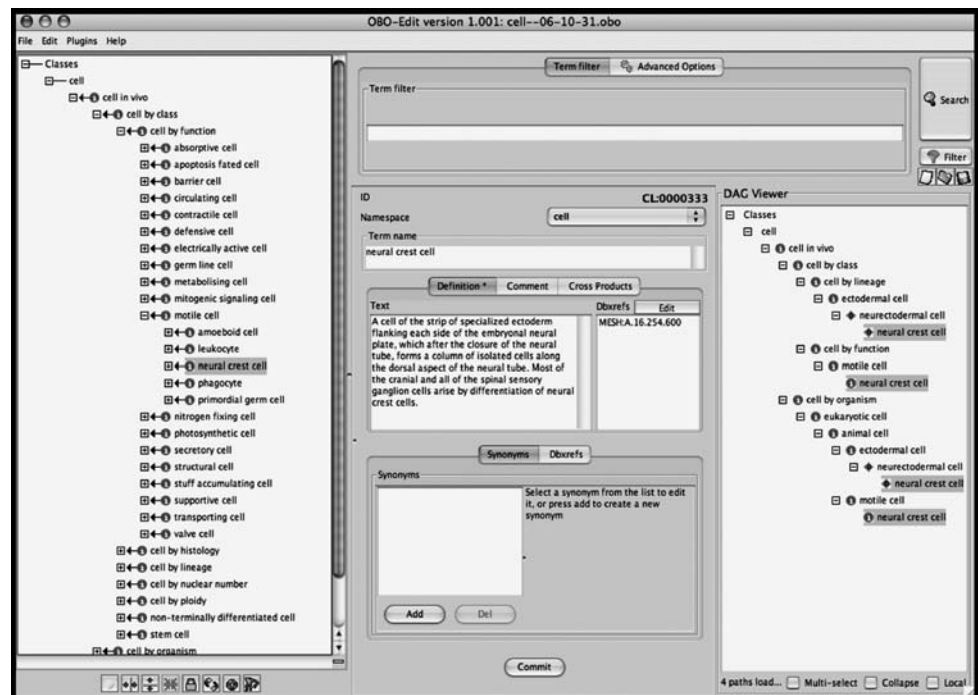 OBO-Edit version 1.001: cell--06-10-31.obo
File Edit Plugins Help
Classes
cell
cell in vivo
cell by class
cell by function
absorptive cell
apoptosis fated cell
barrier cell
circulating cell
contractile cell
defensive cell
electrically active cell
germ line cell
metabolising cell
mitogenic signaling cell
motile cell
amoeboid cell
leukocyte
neural crest cell
phagocyte
primordial germ cell
nitrogen fixing cell
photosynthetic cell
secretory cell
structural cell
stuff accumulating cell
supportive cell
transporting cell
valve cell
cell by histology
cell by lineage
cell by nuclear number
cell by ploidy
non-terminally differentiated cell
stem cell
cell by organism
Term filter Advanced Options
Term filter
Search
Filter
ID CL:0000333
Namespace cell
Term name
neural crest cell
Definition * Comment Cross Products
Text
A cell of the strip of specialized ectoderm
flanking each side of the embryonal neural
plate, which after the closure of the neural
tube, forms a column of isolated cells along
the dorsal aspect of the neural tube. Most of
the cranial and all of the spinal sensory
ganglion cells arise by differentiation of neural
crest cells.
Dbxrefs Edit
MESH:A.16.254.600
Synonyms Dbxrefs
Synonyms
Select a synonym from the list to edit
it, or press add to create a new
synonym
Add Del
Commit
DAG Viewer
Classes
cell
cell in vivo
cell by class
cell by lineage
ectodermal cell
neurectodermal cell
neural crest cell
cell by function
motile cell
neural crest cell
cell by organism
eukaryotic cell
animal cell
ectodermal cell
neurectodermal cell
neural crest cell
motile cell
neural crest cell
4 paths load... Multi-select Collapse Local